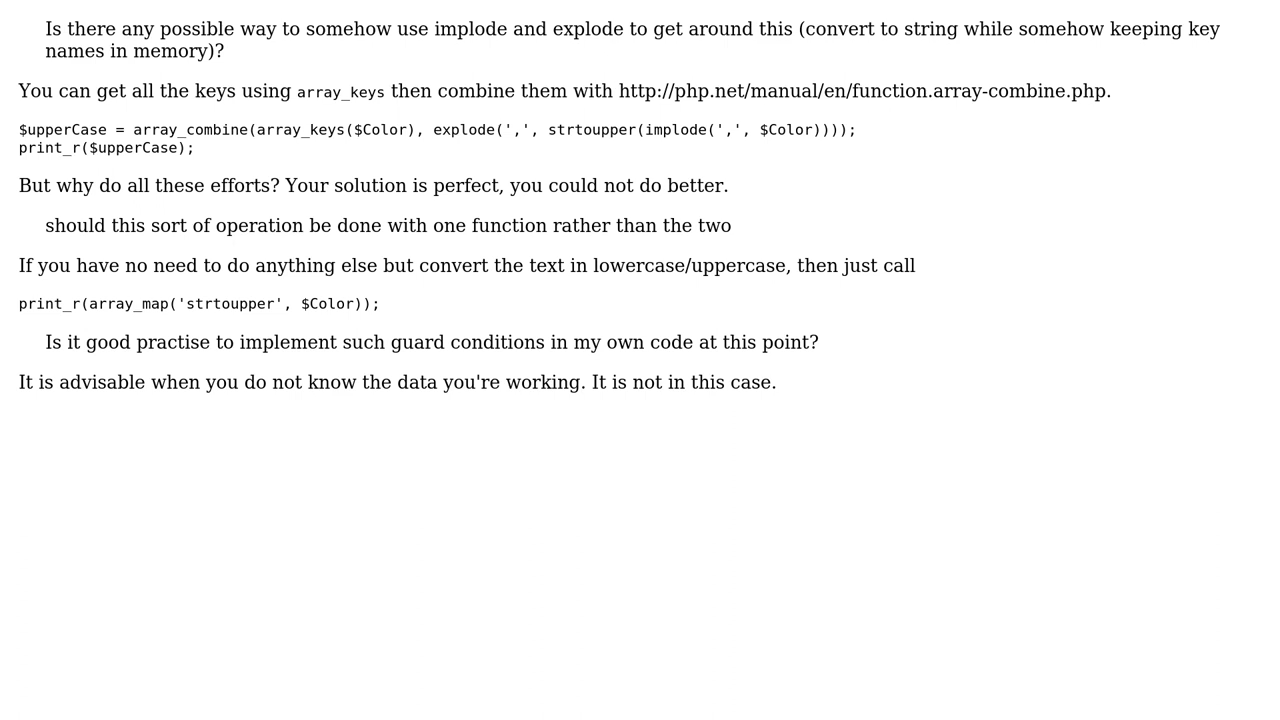 Is there any possible way to somehow use implode and explode to get around this (convert to string while somehow keeping key
names in memory)?
You can get all the keys using array_keys then combine them with http://php.net/manual/en/function.array-combine.php.
$upperCase = array_combine(array_keys($Color), explode(',', strtoupper(implode(',', $Color))));
print_r($upperCase);
But why do all these efforts? Your solution is perfect, you could not do better.
should this sort of operation be done with one function rather than the two
If you have no need to do anything else but convert the text in lowercase/uppercase, then just call
print_r(array_map('strtoupper', $Color));
Is it good practise to implement such guard conditions in my own code at this point?
It is advisable when you do not know the data you're working. It is not in this case.